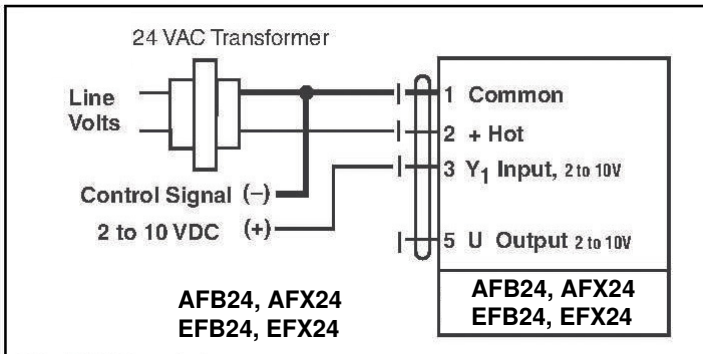 24 VAC Transformer
Line
Volts
1 Common
2 + Hot
3 Y1 Input, 2 to 10V
Control Signal (−)
2 to 10 VDC (+)
5 U Output 2 to 10V
AFB24, AFX24
EFB24, EFX24
AFB24, AFX24
EFB24, EFX24